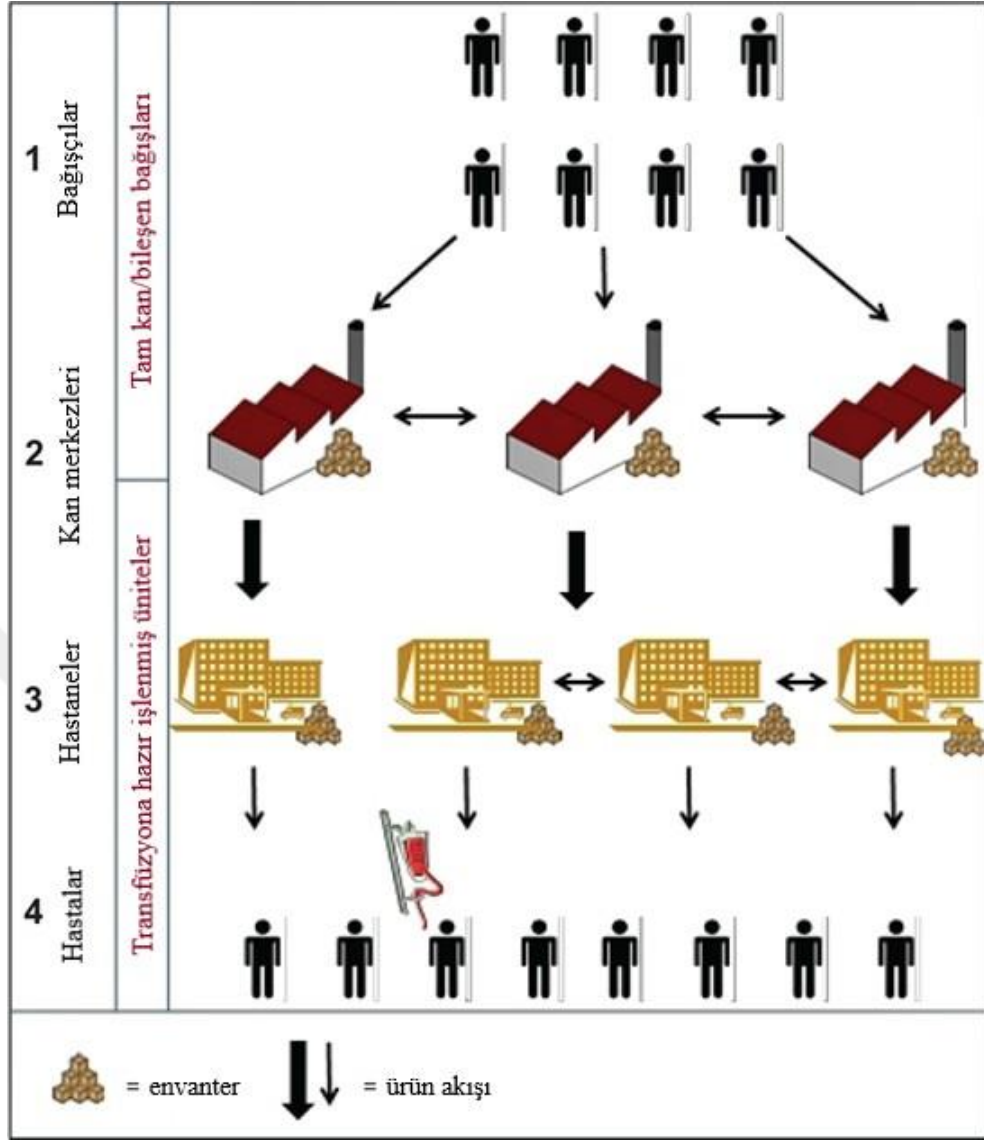 1
Bağışçılar
Tam kan/bileşen bağışları
2
Kan merkezleri
3
Hastaneler
Transfüzyona hazır işlenmiş üniteler
4
Hastalar
= envanter
= ürün akışı